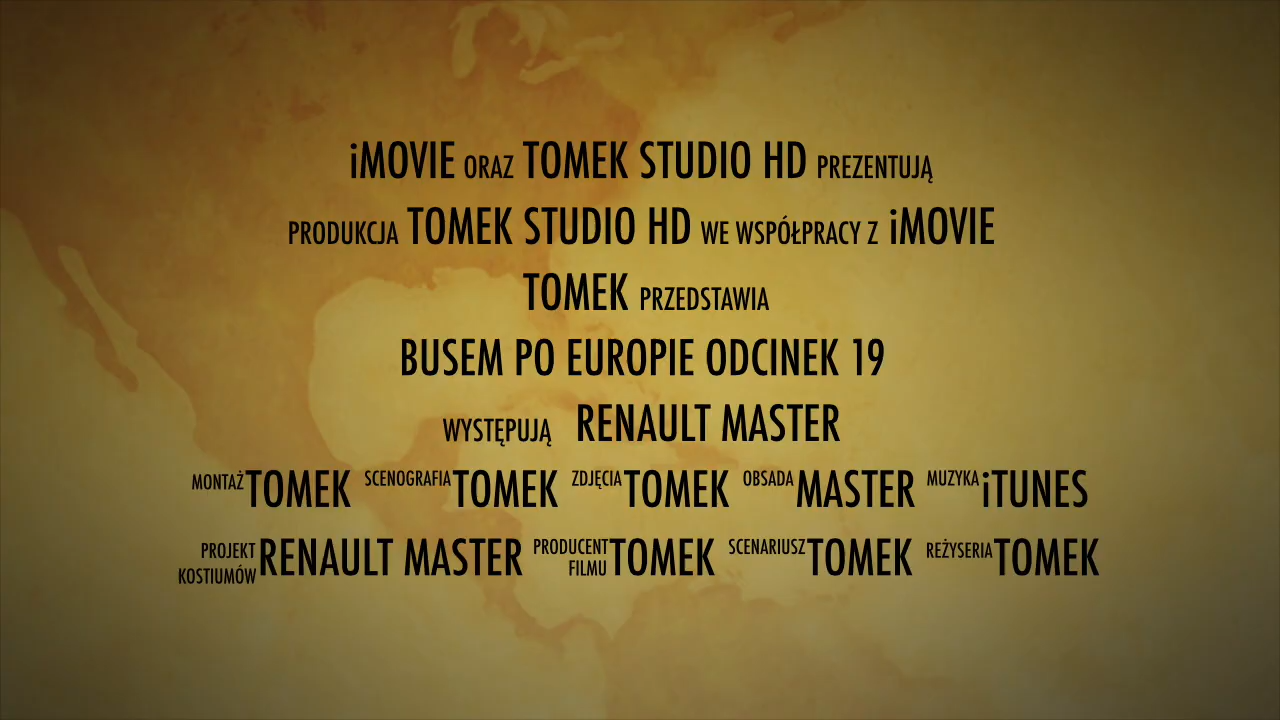 iMOVIE ORAZ TOMEK STUDIO HD PREZENTUJĄ
PRODUKCJA TOMEK STUDIO HD WE WSPÓŁPRACY Z iMOVIE
TOMEK PRZEDSTAWIA
BUSEM PO EUROPIE ODCINEK 19
WYSTĘPUJĄ RENAULT MASTER
MONTAŻ TOMEK SCENOGRAFIA TOMEK ZDJĘCIA TOMEK OBSADA MASTER MUZYKA iTUNES
PROJEKT KOSTIUMÓW RENAULT MASTER PRODUCENT FILMU TOMEK SCENARIUSZ TOMEK REŻYSERIA TOMEK